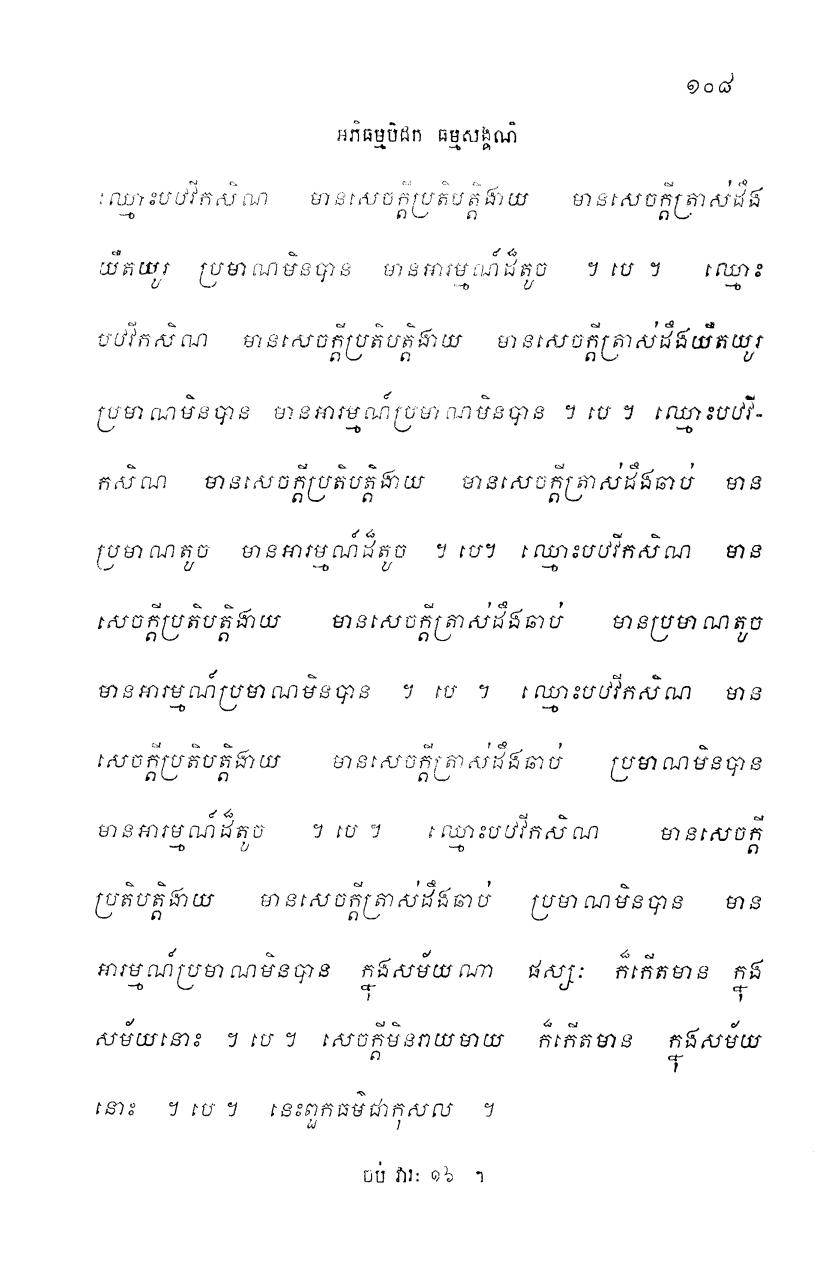 ១០៨
អភិធម្មបិដក ធម្មសង្គណិ
ឈ្មោះបឋវីកសិណ មានសេចក្តីប្រតិបត្តិងាយ មានសេចក្តីត្រាស់ដឹង
យឺតយូរ ប្រមាណមិនបាន មានអារម្មណ៍ដ៏តូច ។ បេ ។ ឈ្មោះ
បឋវីកសិណ មានសេចក្តីប្រតិបត្តិងាយ មានសេចក្តីត្រាស់ដឹងយឺតយូរ
ប្រមាណមិនបាន មានអារម្មណ៍ប្រមាណមិនបាន ។ បេ ។ ឈ្មោះបឋវី-
កសិណ មានសេចក្តីប្រតិបត្តិងាយ មានសេចក្តីត្រាស់ដឹងឆាប់ មាន
ប្រមាណតូច មានអារម្មណ៍ដ៏តូច ។ បេ។ ឈ្មោះបឋវីកសិណ មាន
សេចក្តីប្រតិបត្តិងាយ មានសេចក្តីត្រាស់ដឹងឆាប់ មានប្រមាណតូច
មានអារម្មណ៍ប្រមាណមិនបាន ។ បេ ។ ឈ្មោះបឋវីកសិណ មាន
សេចក្តីប្រតិបត្តិងាយ មានសេចក្តីត្រាស់ដឹងឆាប់ ប្រមាណមិនបាន
មានអារម្មណ៍ដ៏តូច ។ បេ ។ ឈ្មោះបឋវីកសិណ មានសេចក្តី
ប្រតិបត្តិងាយ មានសេចក្តីត្រាស់ដឹងឆាប់ ប្រមាណមិនបាន មាន
អារម្មណ៍ប្រមាណមិនបាន ក្នុងសម័យណា ផស្សៈ ក៏កើតមាន ក្នុង
សម័យនោះ ។ បេ ។ សេចក្តីមិនរាយមាយ ក៏កើតមាន ក្នុងសម័យ
នោះ ។ បេ ។ នេះពួកធម៌ជាកុសល ។
ចប់ វារៈ ១៦ ។